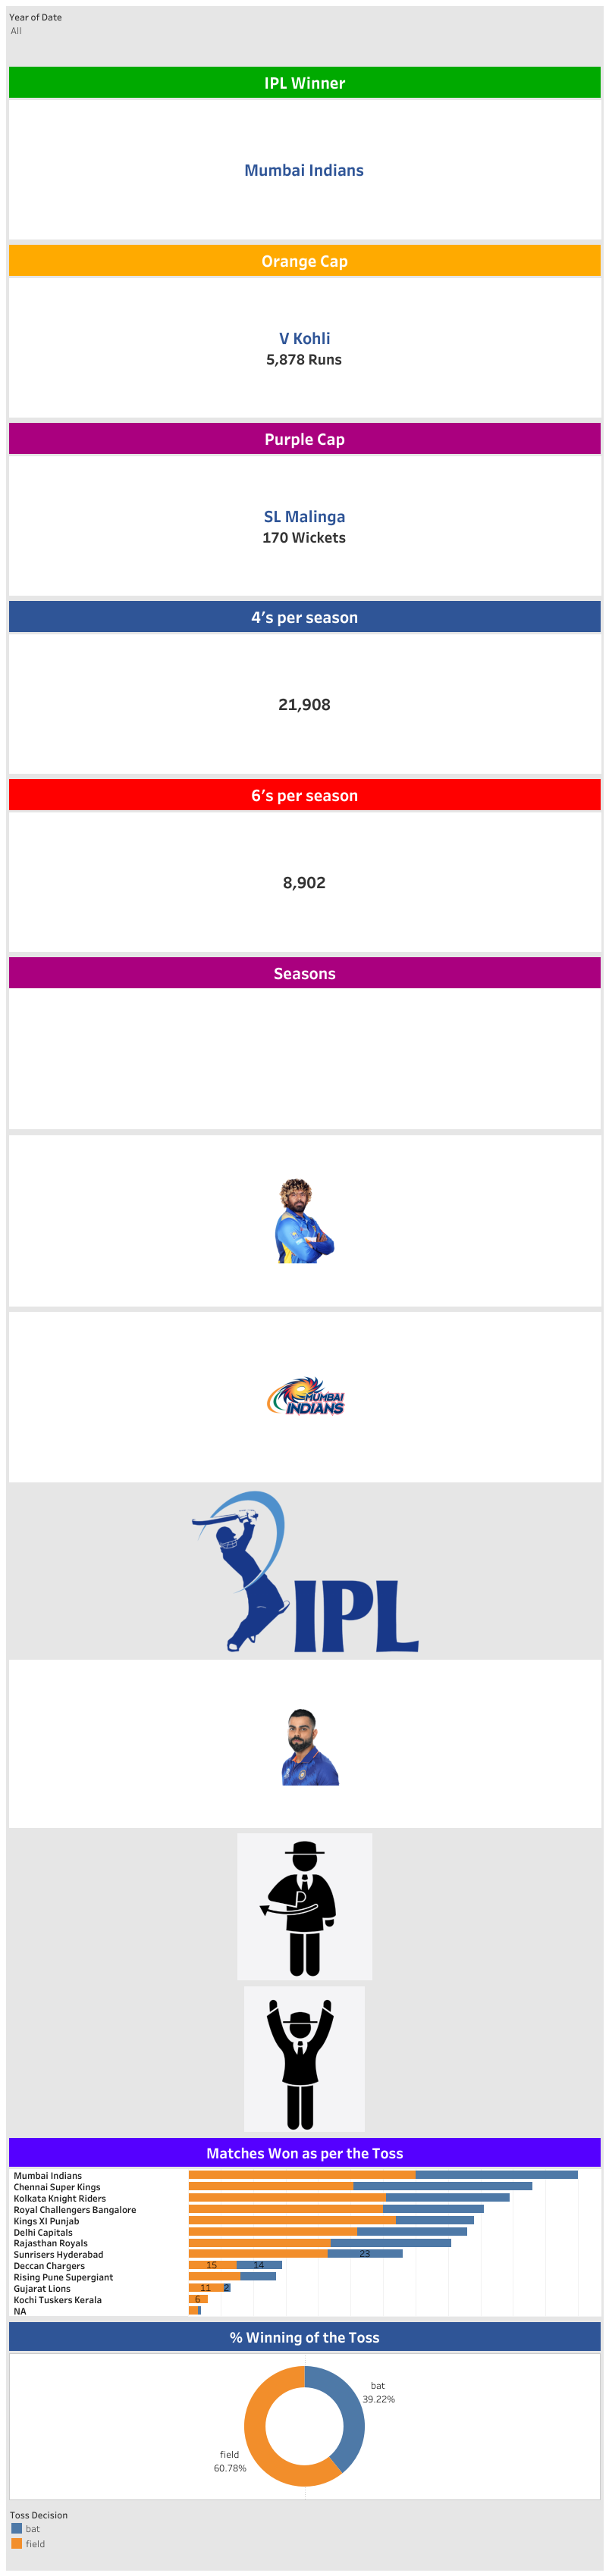 Year of Date
All
IPL Winner
Mumbai Indians
Orange Cap
V Kohli
5,878 Runs
Purple Cap
SL Malinga
170 Wickets
4's per season
21,908
6's per season
8,902
Seasons
MUMBAI
INDIANS
IPL
Matches Won as per the Toss
Mumbai Indians
Chennai Super Kings
Kolkata Knight Riders
Royal Challengers Bangalore
Kings XI Punjab
Delhi Capitals
Rajasthan Royals
Sunrisers Hyderabad 23
Deccan Chargers 15 14
Rising Pune Supergiant
Gujarat Lions 11 2
Kochi Tuskers Kerala 6
NA
% Winning of the Toss
bat
39.22%
field
60.78%
Toss Decision
bat
field